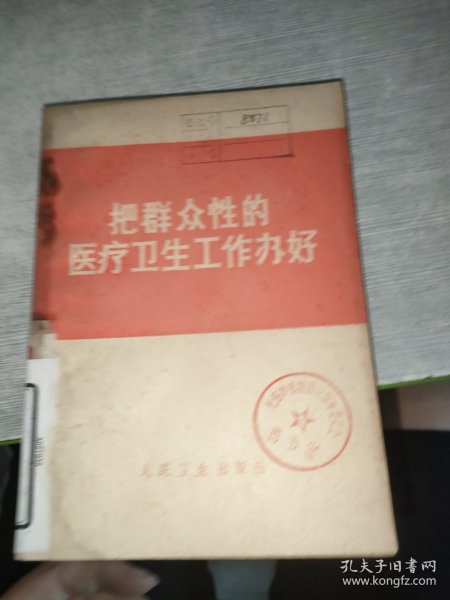 8871
把群众性的
医疗卫生工作办好
人民卫生出版社
孔夫子旧书网
www.kongfz.com